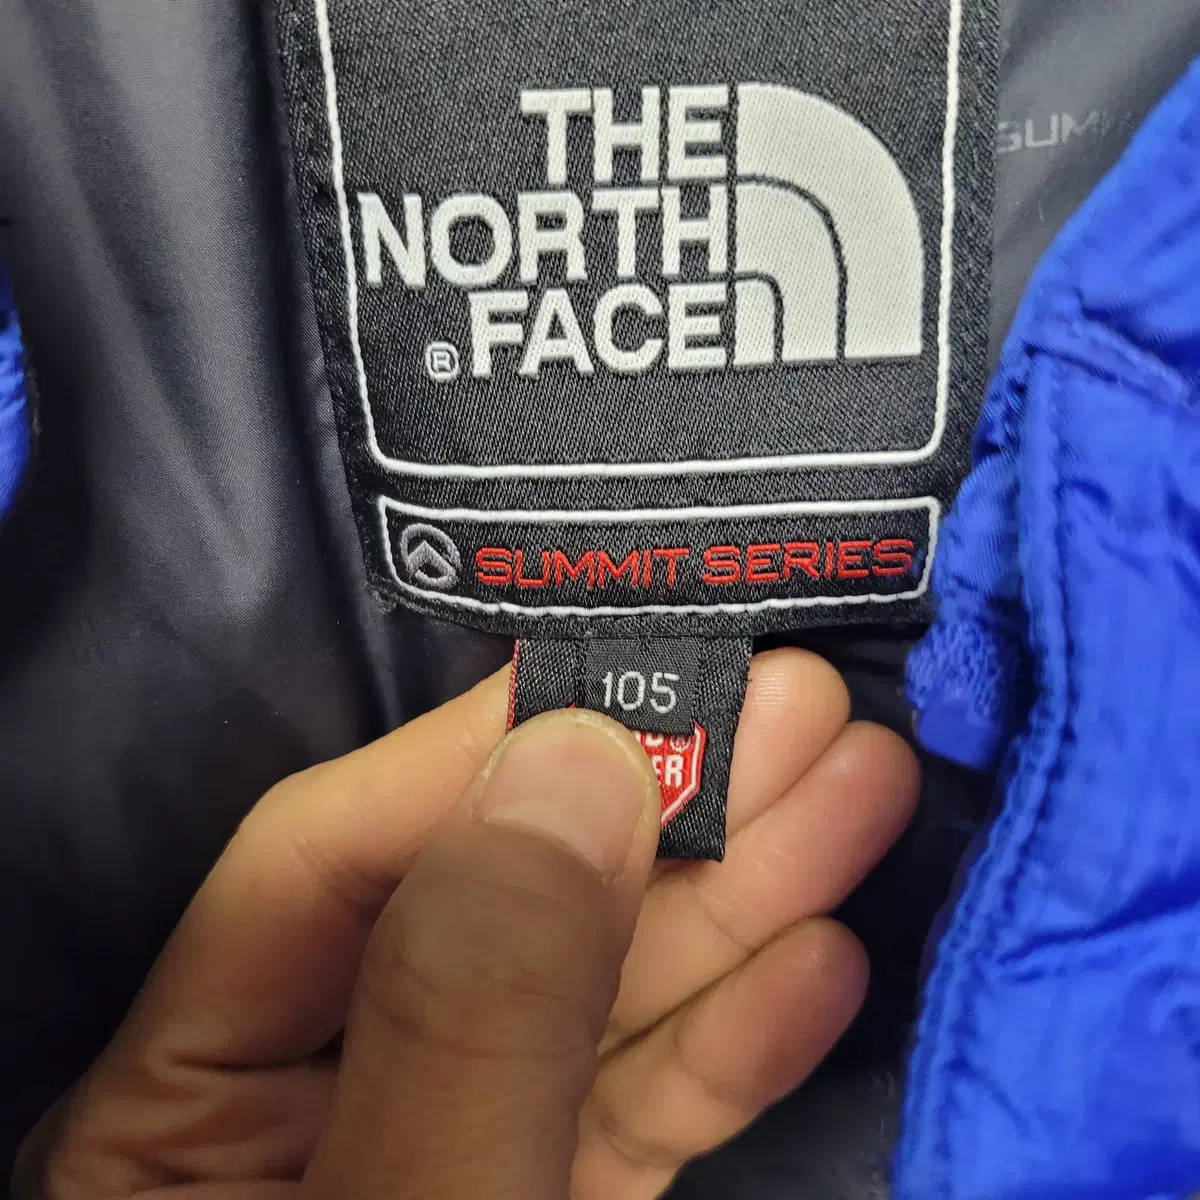 THE
NORTH
® FACE
SUMMIT SERIES
105